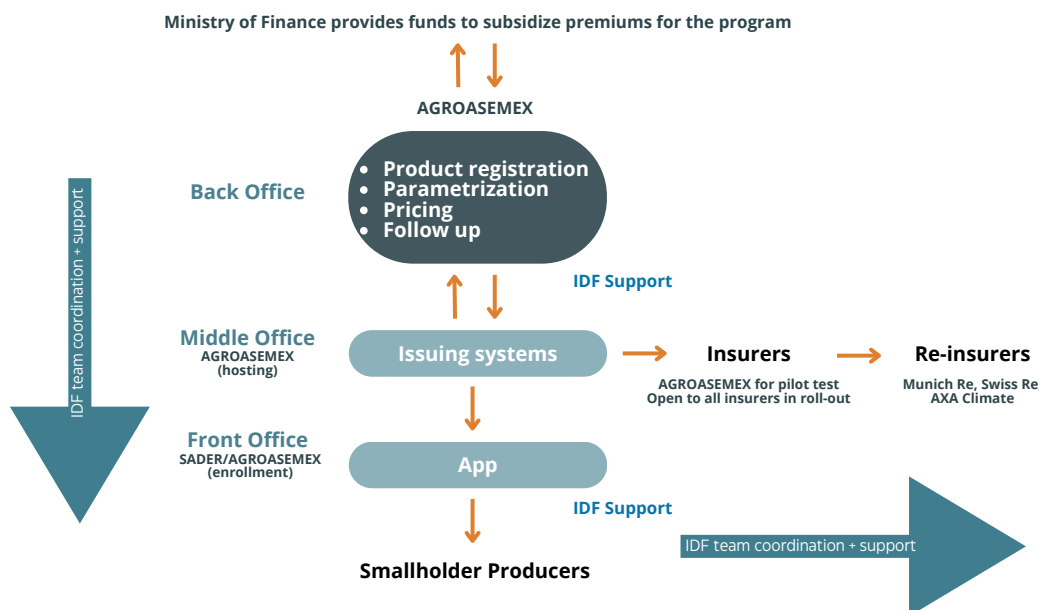 Ministry of Finance provides funds to subsidize premiums for the program
AGROASEMEX
Back Office
• Product registration
• Parametrization
• Pricing
• Follow up
IDF team coordination + support
IDF Support
Middle Office
AGROASEMEX
(hosting)
Issuing systems
Insurers
AGROASEMEX for pilot test
Open to all insurers in roll-out
Re-insurers
Munich Re, Swiss Re
AXA Climate
Front Office
SADER/AGROASEMEX
(enrollment)
App
IDF Support
IDF team coordination + support
Smallholder Producers